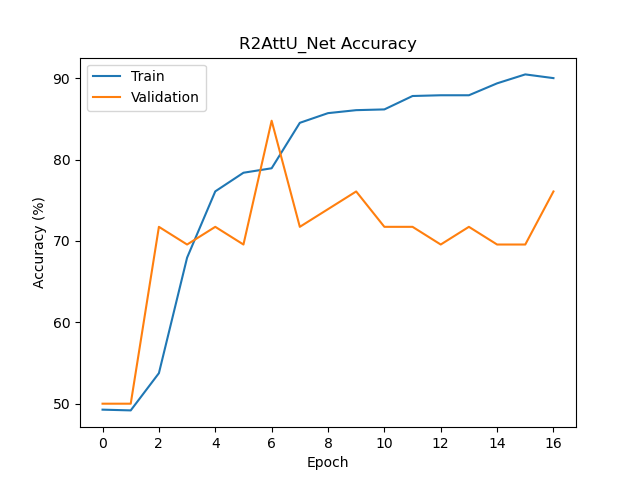 R2AttU_Net Accuracy
Train
Validation
90
80
70
60
50
Accuracy (%)
0 2 4 6 8 10 12 14 16
Epoch